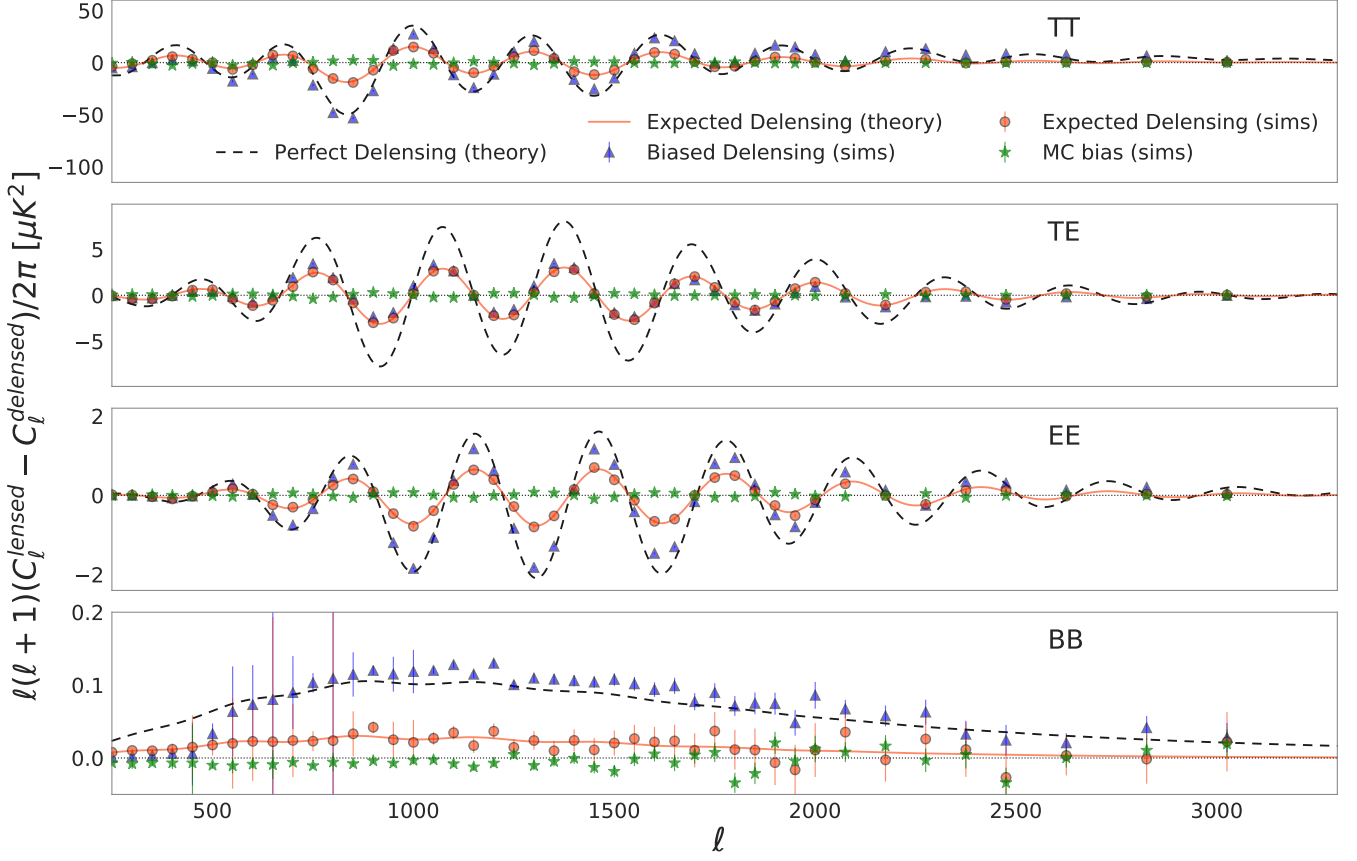 50
0
−50
−100
TT
Expected Delensing (theory)
Expected Delensing (sims)
Perfect Delensing (theory)
Biased Delensing (sims)
MC bias (sims)
5
0
−5
TE
2
0
−2
EE
0.2
0.1
0.0
BB
500 1000 1500 2000 2500 3000
ℓ
ℓ(ℓ + 1)(C_ℓ^{lensed} − C_ℓ^{delensed})/2π [μK²]